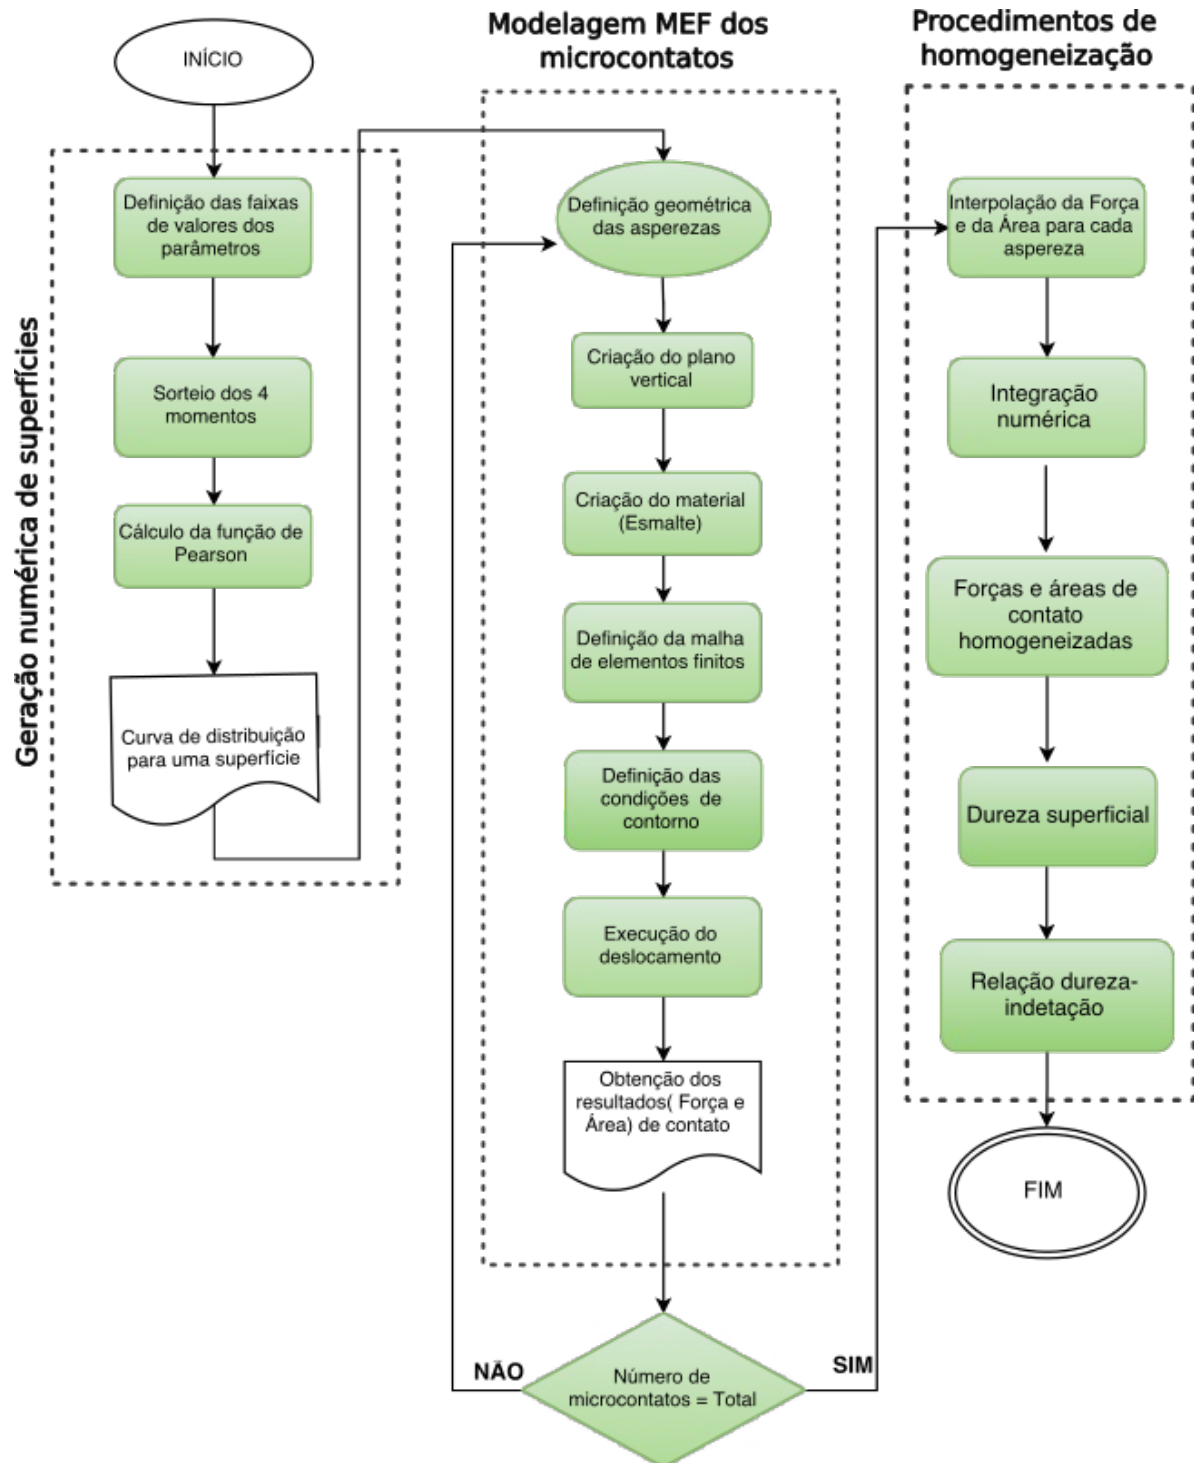 INÍCIO
Geração numérica de superfícies
Definição das faixas
de valores dos
parâmetros
Sorteio dos 4
momentos
Cálculo da função de
Pearson
Curva de distribuição
para uma superfície
Modelagem MEF dos
microcontatos
Definição geométrica
das asperezas
Criação do plano
vertical
Criação do material
(Esmalte)
Definição da malha
de elementos finitos
Definição das
condições de
contorno
Execução do
deslocamento
Obtenção dos
resultados( Força e
Área) de contato
NÃO
Número de
microcontatos = Total
SIM
Procedimentos de
homogeneização
Interpolação da Força
e da Área para cada
aspereza
Integração
numérica
Forças e áreas de
contato
homogeneizadas
Dureza superficial
Relação dureza-
indetação
FIM